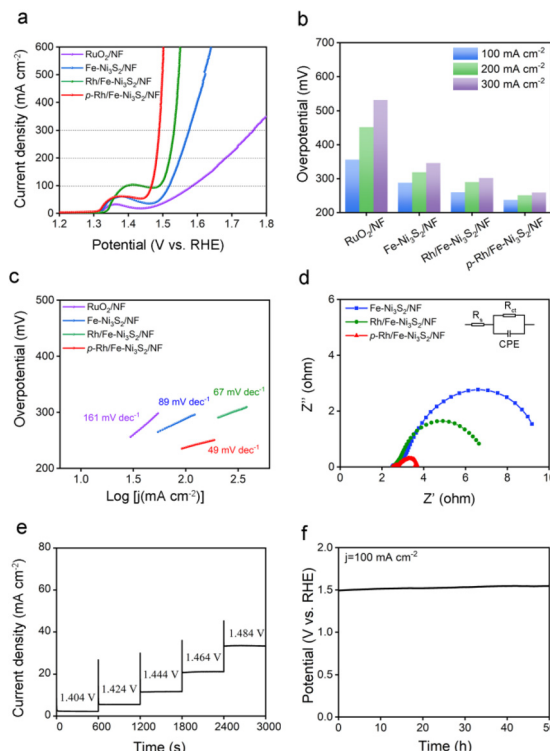 a
Current density (mA cm⁻²)
600
500
400
300
200
100
0
RuO₂/NF
Fe-Ni₃S₂/NF
Rh/Fe-Ni₃S₂/NF
p-Rh/Fe-Ni₃S₂/NF
1.2 1.3 1.4 1.5 1.6 1.7 1.8
Potential (V vs. RHE)
b
Overpotential (mV)
700
600
500
400
300
200
100 mA cm⁻²
200 mA cm⁻²
300 mA cm⁻²
RuO₂/NF
Fe-Ni₃S₂/NF
Rh/Fe-Ni₃S₂/NF
p-Rh/Fe-Ni₃S₂/NF
c
Overpotential (mV)
500
450
400
350
300
250
200
RuO₂/NF
Fe-Ni₃S₂/NF
Rh/Fe-Ni₃S₂/NF
p-Rh/Fe-Ni₃S₂/NF
161 mV dec⁻¹
89 mV dec⁻¹
67 mV dec⁻¹
49 mV dec⁻¹
1.0 1.5 2.0 2.5
Log [j(mA cm⁻²)]
d
Z'' (ohm)
5
4
3
2
1
0
Fe-Ni₃S₂/NF
Rh/Fe-Ni₃S₂/NF
p-Rh/Fe-Ni₃S₂/NF
Rs
Rct
CPE
0 2 4 6 8 10
Z' (ohm)
e
Current density (mA cm⁻²)
80
60
40
20
0
1.404 V
1.424 V
1.444 V
1.464 V
1.484 V
0 600 1200 1800 2400 3000
Time (s)
f
Potential (V vs. RHE)
2.0
1.5
1.0
0.5
0.0
j=100 mA cm⁻²
0 10 20 30 40 50
Time (h)